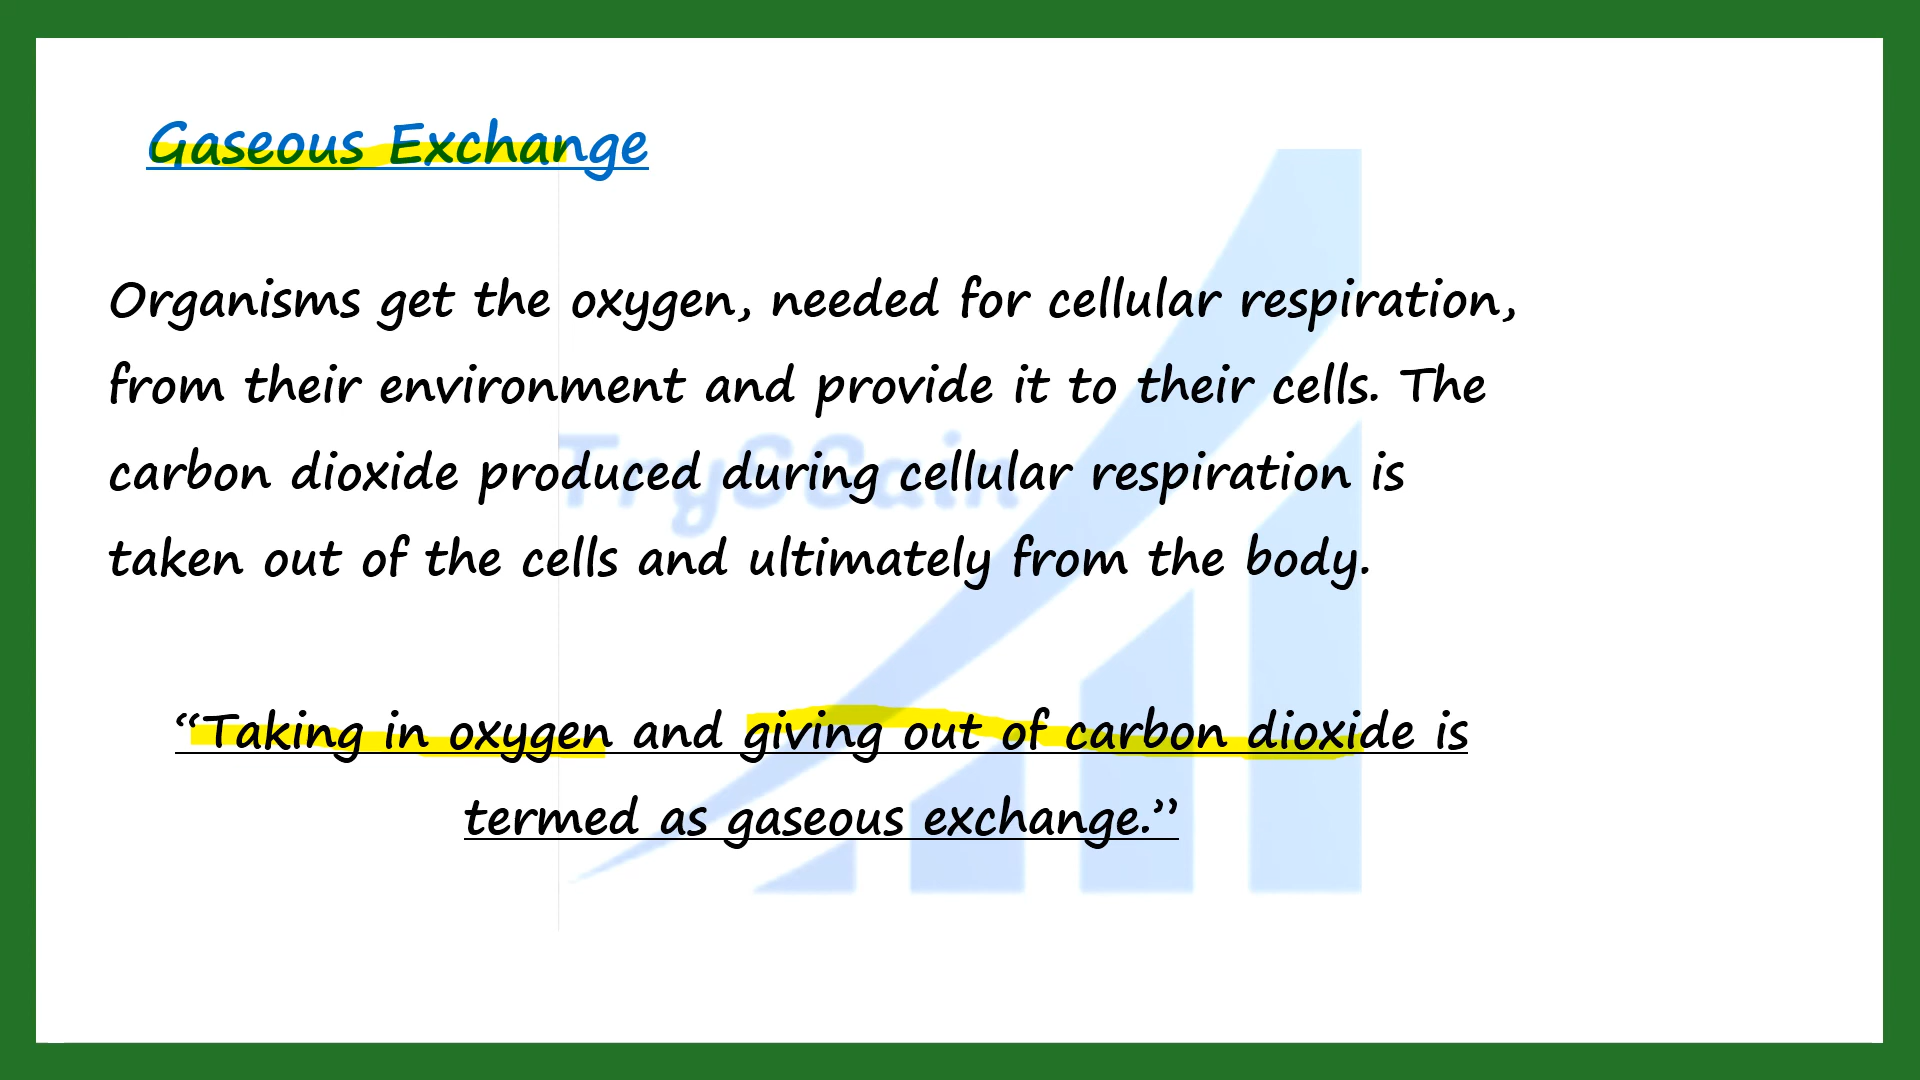 Gaseous Exchange
Organisms get the oxygen, needed for cellular respiration,
from their environment and provide it to their cells. The
carbon dioxide produced during cellular respiration is
taken out of the cells and ultimately from the body.
“Taking in oxygen and giving out of carbon dioxide is
termed as gaseous exchange.”